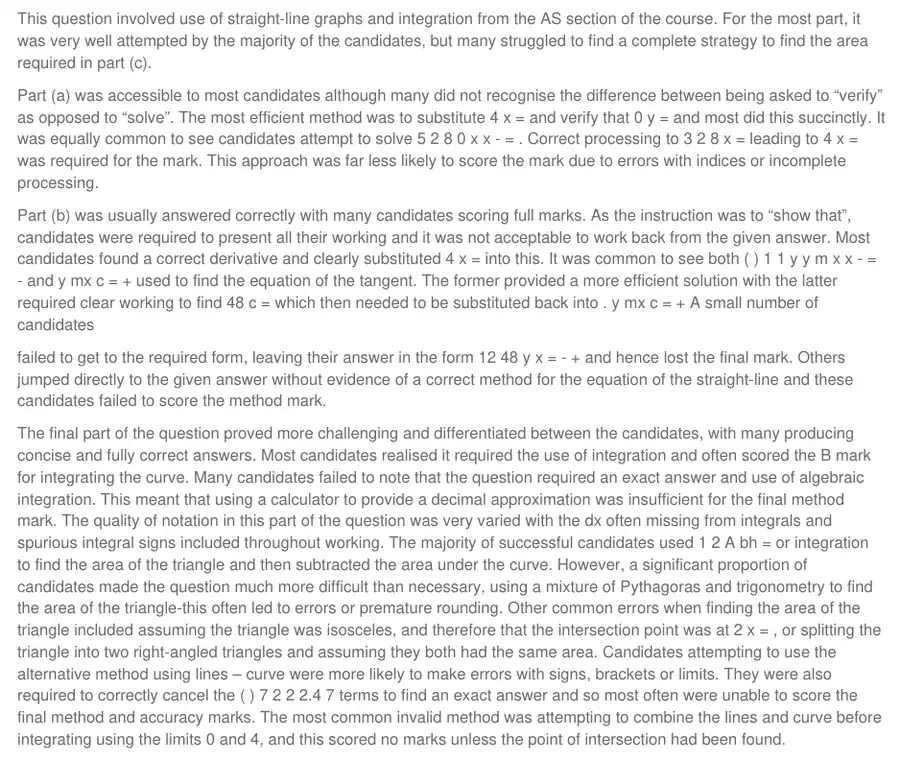 This question involved use of straight-line graphs and integration from the AS section of the course. For the most part, it
was very well attempted by the majority of the candidates, but many struggled to find a complete strategy to find the area
required in part (c).
Part (a) was accessible to most candidates although many did not recognise the difference between being asked to “verify”
as opposed to “solve”. The most efficient method was to substitute 4 x = and verify that 0 y = and most did this succinctly. It
was equally common to see candidates attempt to solve 5 2 8 0 x x - = . Correct processing to 3 2 8 x = leading to 4 x =
was required for the mark. This approach was far less likely to score the mark due to errors with indices or incomplete
processing.
Part (b) was usually answered correctly with many candidates scoring full marks. As the instruction was to “show that”,
candidates were required to present all their working and it was not acceptable to work back from the given answer. Most
candidates found a correct derivative and clearly substituted 4 x = into this. It was common to see both ( ) 1 1 y y m x x - =
- and y mx c = + used to find the equation of the tangent. The former provided a more efficient solution with the latter
required clear working to find 48 c = which then needed to be substituted back into . y mx c = + A small number of
candidates
failed to get to the required form, leaving their answer in the form 12 48 y x = - + and hence lost the final mark. Others
jumped directly to the given answer without evidence of a correct method for the equation of the straight-line and these
candidates failed to score the method mark.
The final part of the question proved more challenging and differentiated between the candidates, with many producing
concise and fully correct answers. Most candidates realised it required the use of integration and often scored the B mark
for integrating the curve. Many candidates failed to note that the question required an exact answer and use of algebraic
integration. This meant that using a calculator to provide a decimal approximation was insufficient for the final method
mark. The quality of notation in this part of the question was very varied with the dx often missing from integrals and
spurious integral signs included throughout working. The majority of successful candidates used 1 2 A bh = or integration
to find the area of the triangle and then subtracted the area under the curve. However, a significant proportion of
candidates made the question much more difficult than necessary, using a mixture of Pythagoras and trigonometry to find
the area of the triangle-this often led to errors or premature rounding. Other common errors when finding the area of the
triangle included assuming the triangle was isosceles, and therefore that the intersection point was at 2 x = , or splitting the
triangle into two right-angled triangles and assuming they both had the same area. Candidates attempting to use the
alternative method using lines – curve were more likely to make errors with signs, brackets or limits. They were also
required to correctly cancel the ( ) 7 2 2 2.4 7 terms to find an exact answer and so most often were unable to score the
final method and accuracy marks. The most common invalid method was attempting to combine the lines and curve before
integrating using the limits 0 and 4, and this scored no marks unless the point of intersection had been found.